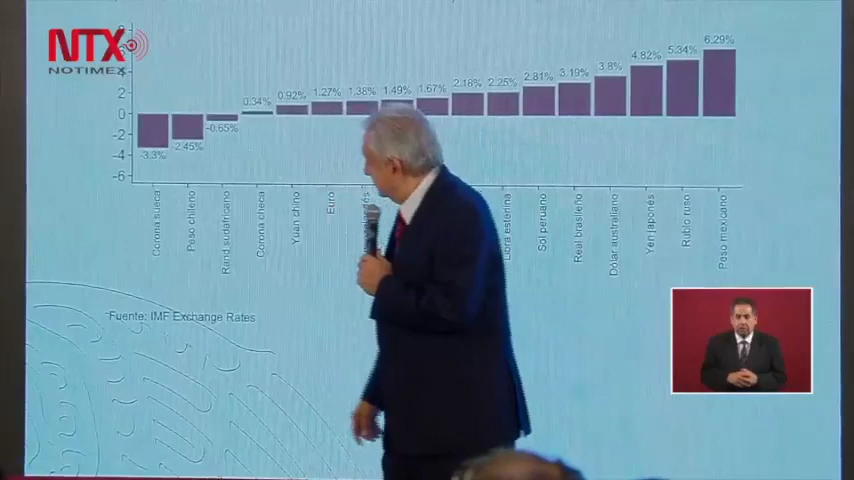 NTX
NOTIMEX
4
2
0
-2
-4
-6
-3.3%
-2.45%
-0.65%
0.34%
0.92%
1.27%
1.38%
1.49%
1.67%
2.18%
2.25%
2.81%
3.19%
3.8%
4.82%
5.34%
6.29%
Corona sueca
Peso chileno
Rand sudafricano
Corona checa
Yuan chino
Euro
Libra esterlina
Sol peruano
Real brasileño
Dólar australiano
Yen japonés
Rublo ruso
Peso mexicano
Fuente: IMF Exchange Rates